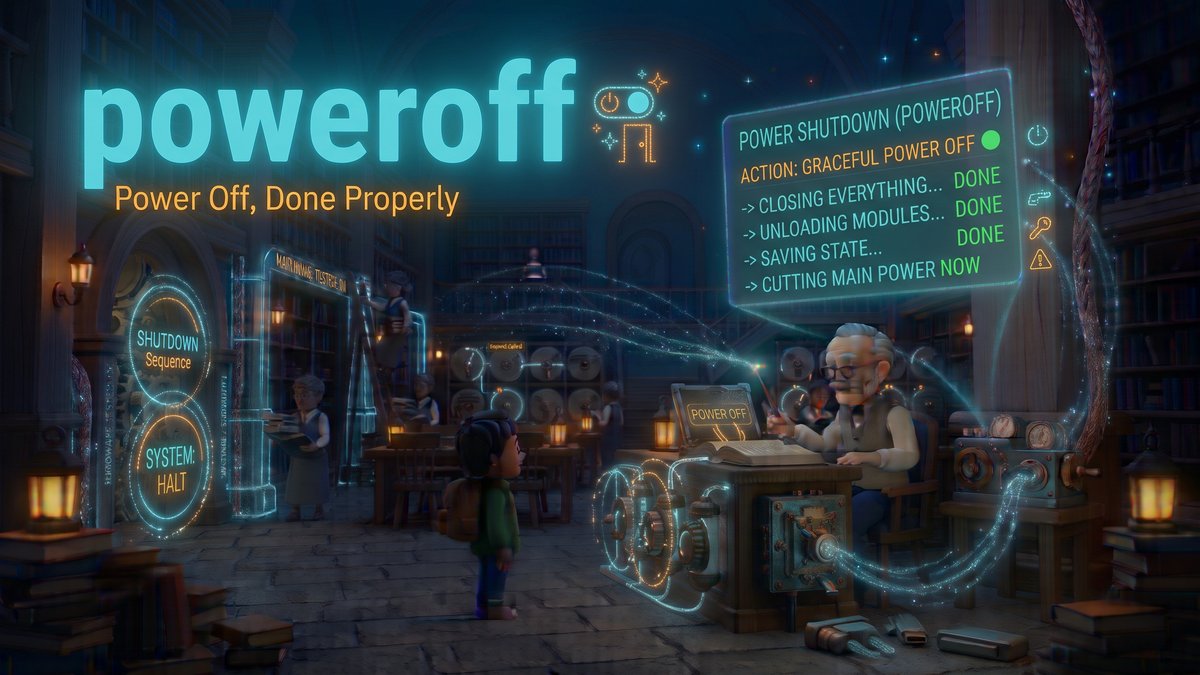 poweroff
Power Off, Done Properly
POWER SHUTDOWN (POWEROFF)
ACTION: GRACEFUL POWER OFF
-> CLOSING EVERYTHING... DONE
-> UNLOADING MODULES... DONE
-> SAVING STATE... DONE
-> CUTTING MAIN POWER NOW
SHUTDOWN
Sequence
SYSTEM:
HALT
POWER OFF